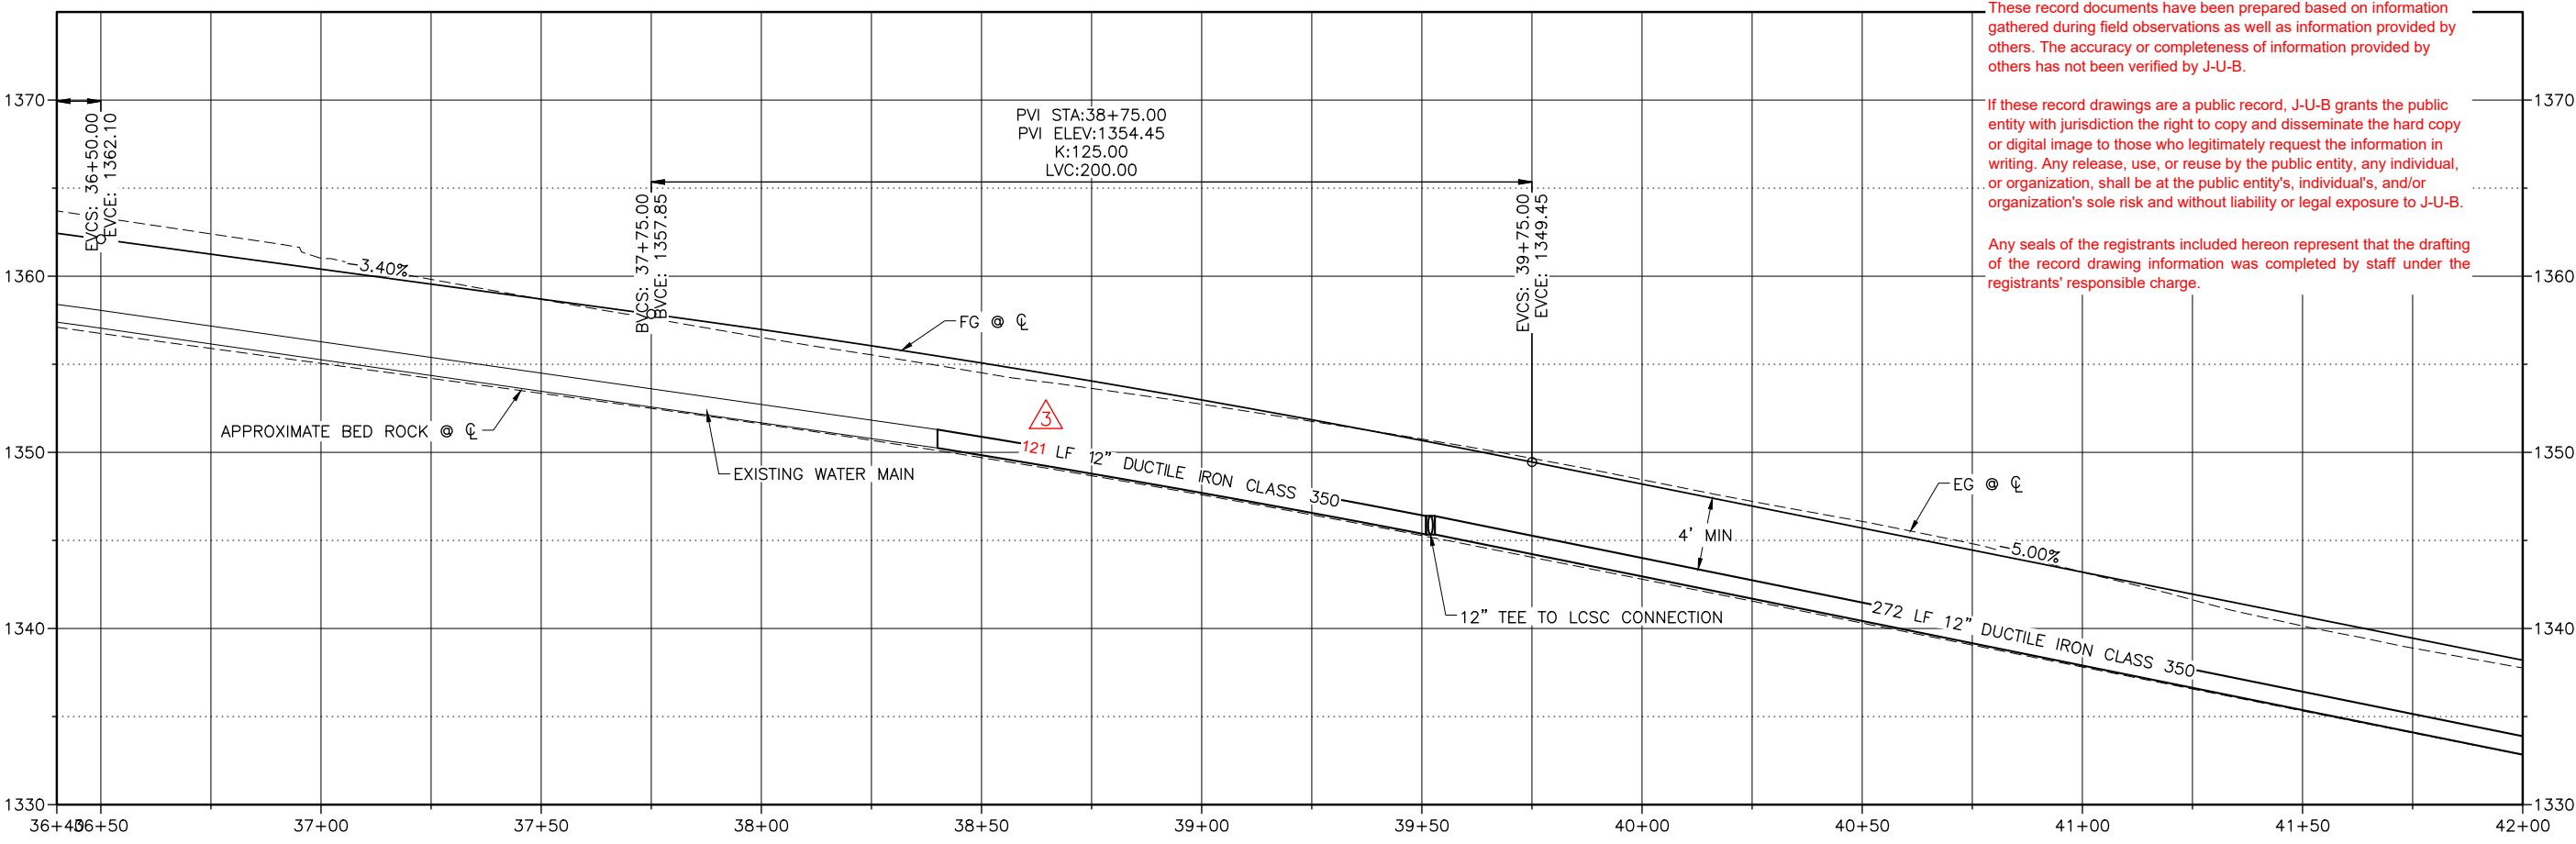 These record documents have been prepared based on information
gathered during field observations as well as information provided by
others. The accuracy or completeness of information provided by
others has not been verified by J-U-B.
If these record drawings are a public record, J-U-B grants the public
entity with jurisdiction the right to copy and disseminate the hard copy
or digital image to those who legitimately request the information in
writing. Any release, use, or reuse by the public entity, any individual,
or organization, shall be at the public entity's, individual's, and/or
organization's sole risk and without liability or legal exposure to J-U-B.
Any seals of the registrants included hereon represent that the drafting
of the record drawing information was completed by staff under the
registrants' responsible charge.
1370
1370
EVCS: 36+50.00
EVCE: 1362.10
PVI STA:38+75.00
PVI ELEV:1354.45
K:125.00
LVC:200.00
BVCS: 37+75.00
BVCE: 1357.85
EVCS: 39+75.00
EVCE: 1349.45
1360
-3.40%
1360
FG @ ℄
3
APPROXIMATE BED ROCK @ ℄
EXISTING WATER MAIN
1350
121 LF 12" DUCTILE IRON CLASS 350
1350
EG @ ℄
4' MIN
-5.00%
12" TEE TO LCSC CONNECTION
272 LF 12" DUCTILE IRON CLASS 350
1340
1340
1330
1330
36+40
36+50
37+00
37+50
38+00
38+50
39+00
39+50
40+00
40+50
41+00
41+50
42+00